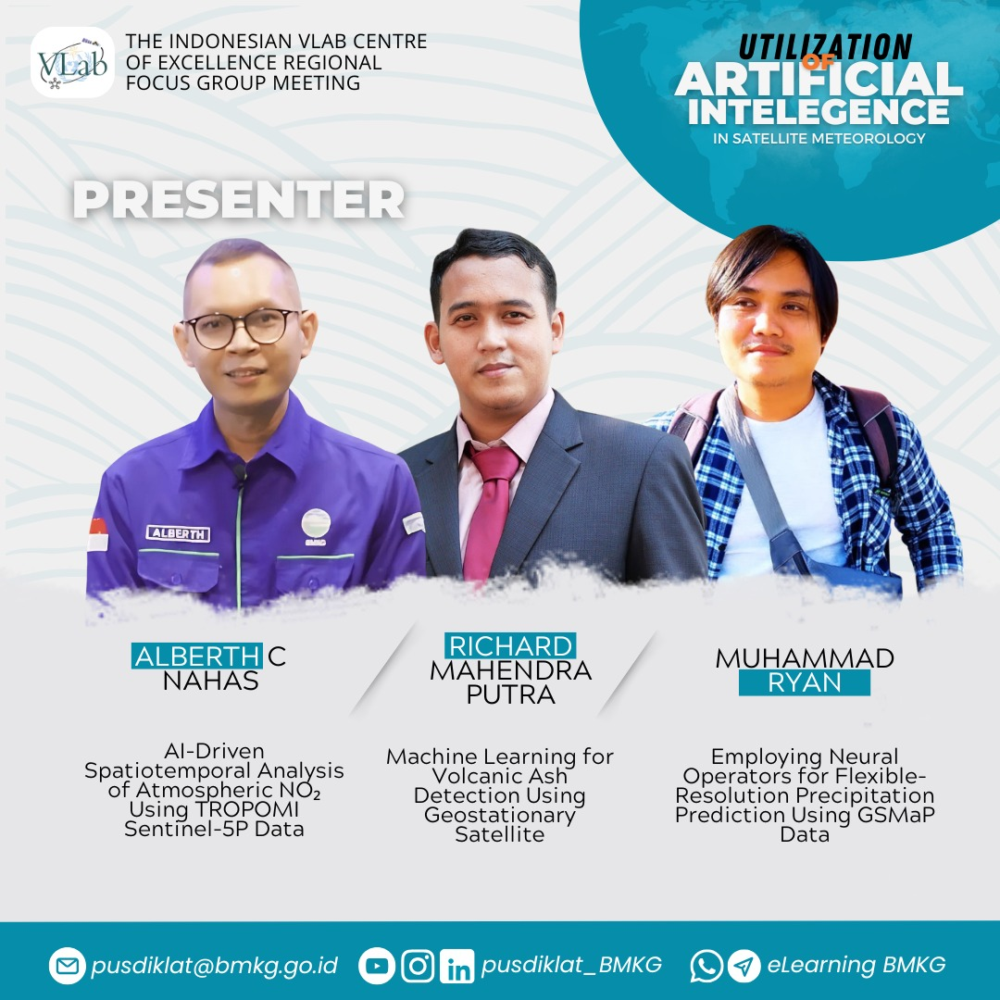 VLab
THE INDONESIAN VLAB CENTRE
OF EXCELLENCE REGIONAL
FOCUS GROUP MEETING
UTILIZATION
OF
ARTIFICIAL
INTELEGENCE
IN SATELLITE METEOROLOGY
PRESENTER
ALBERTH
BMKG
ALBERTH C
NAHAS
RICHARD
MAHENDRA
PUTRA
MUHAMMAD
RYAN
AI-Driven
Spatiotemporal Analysis
of Atmospheric NO₂
Using TROPOMI
Sentinel-5P Data
Machine Learning for
Volcanic Ash
Detection Using
Geostationary
Satellite
Employing Neural
Operators for Flexible-
Resolution Precipitation
Prediction Using GSMaP
Data
pusdiklat@bmkg.go.id
pusdiklat_BMKG
eLearning BMKG